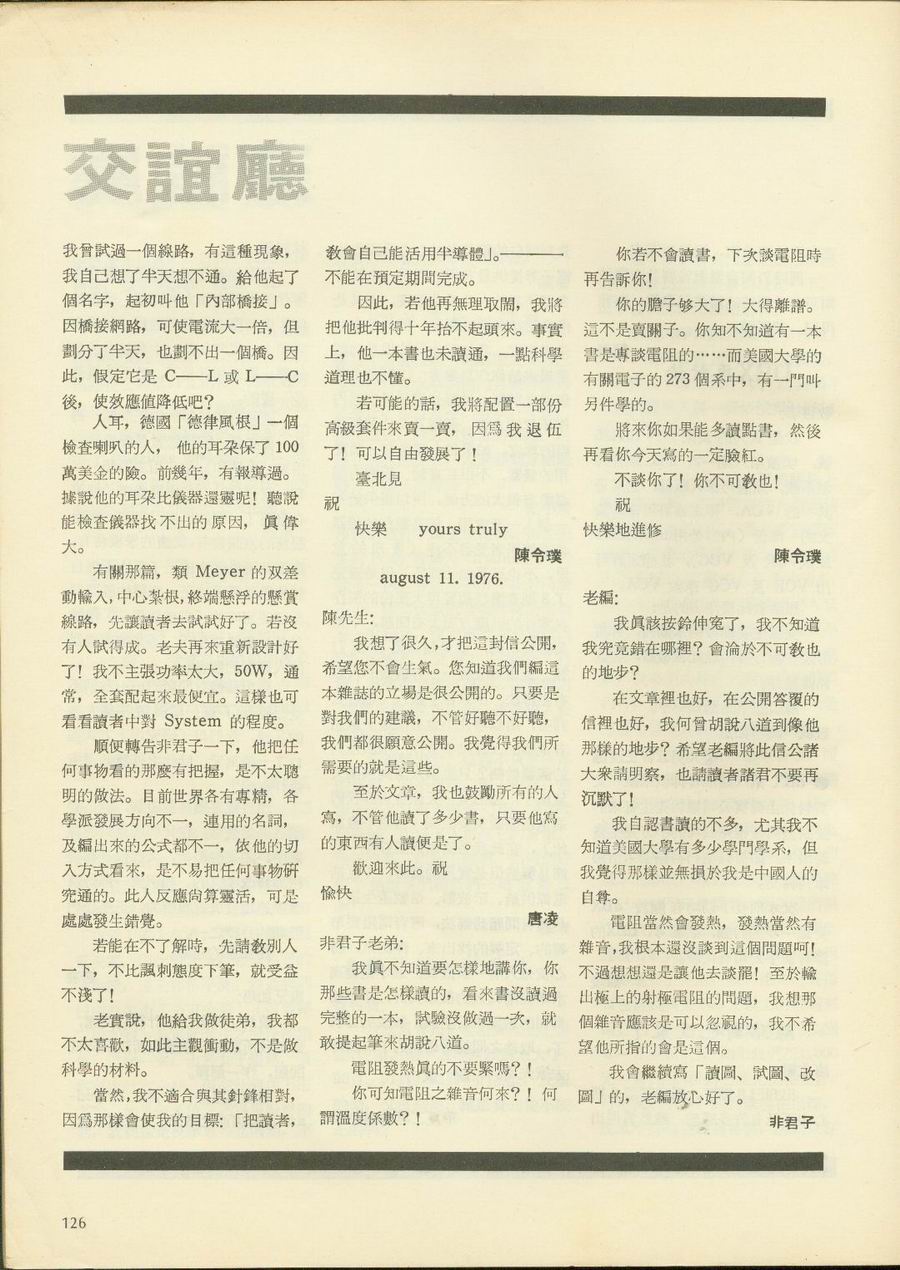 交誼廳
我曾試過一個線路，有這種現象，
我自己想了半天想不通。給他起了
個名字，起初叫他「內部橋接」。
因橋接網路，可使電流大一倍，但
劃分了半天，也劃不出一個橋。因
此，假定它是 C——L 或 L——C
後，使效應值降低吧？
人耳，德國「德律風根」一個
檢查喇叭的人，他的耳朶保了 100
萬美金的險。前幾年，有報導過。
據說他的耳朶比儀器還靈呢！聽說
能檢查儀器找不出的原因，眞偉
大。
有關那篇，類 Meyer 的双差
動輸入，中心紮根，終端懸浮的懸賞
線路，先讓讀者去試試好了。若沒
有人試得成。老夫再來重新設計好
了！我不主張功率太大，50W，通
常，全套配起來最便宜。這樣也可
看看讀者中對 System 的程度。
順便轉告非君子一下，他把任
何事物看的那麼有把握，是不太聰
明的做法。目前世界各有專精，各
學派發展方向不一，連用的名詞，
及編出來的公式都不一，依他的切
入方式看來，是不易把任何事物硏
究通的。此人反應尙算靈活，可是
處處發生錯覺。
若能在不了解時，先請教別人
一下，不比諷刺態度下筆，就受益
不淺了！
老實說，他給我做徒弟，我都
不太喜歡，如此主觀衝動，不是做
科學的材料。
當然，我不適合與其針鋒相對，
因爲那樣會使我的目標：「把讀者，
教會自己能活用半導體」。————
不能在預定期間完成。
因此，若他再無理取鬧，我將
把他批判得十年抬不起頭來。事實
上，他一本書也未讀通，一點科學
道理也不懂。
若可能的話，我將配置一部份
高級套件來賣一賣，因爲我退伍
了！可以自由發展了！
臺北見
祝
快樂 yours truly
陳令璞
august 11. 1976.
陳先生：
我想了很久，才把這封信公開，
希望您不會生氣。您知道我們編這
本雜誌的立場是很公開的。只要是
對我們的建議，不管好聽不好聽，
我們都很願意公開。我覺得我們所
需要的就是這些。
至於文章，我也鼓勵所有的人
寫，不管他讀了多少書，只要他寫
的東西有人讀便是了。
歡迎來此。祝
愉快
唐凌
非君子老弟：
我眞不知道要怎樣地講你，你
那些書是怎樣讀的，看來書沒讀過
完整的一本，試驗沒做過一次，就
敢提起筆來胡說八道。
電阻發熱眞的不要緊嗎？！
你可知電阻之雜音何來？！何
謂溫度係數？！
你若不會讀書，下次談電阻時
再告訴你！
你的膽子够大了！大得離譜。
這不是賣關子。你知不知道有一本
書是專談電阻的……而美國大學的
有關電子的 273 個系中，有一門叫
另件學的。
將來你如果能多讀點書，然後
再看你今天寫的一定臉紅。
不談你了！你不可教也！
祝
快樂地進修
陳令璞
老編：
我眞該按鈴伸寃了，我不知道
我究竟錯在哪裡？會淪於不可教也
的地步？
在文章裡也好，在公開答覆的
信裡也好，我何曾胡說八道到像他
那樣的地步？希望老編將此信公諸
大衆請明察，也請讀者諸君不要再
沉默了！
我自認書讀的不多，尤其我不
知道美國大學有多少學門學系，但
我覺得那樣並無損於我是中國人的
自尊。
電阻當然會發熱，發熱當然有
雜音，我根本還沒談到這個問題呵！
不過想想還是讓他去談罷！至於輸
出極上的射極電阻的問題，我想那
個雜音應該是可以忽視的，我不希
望他所指的會是這個。
我會繼續寫「讀圖、試圖、改
圖」的，老編放心好了。
非君子
126